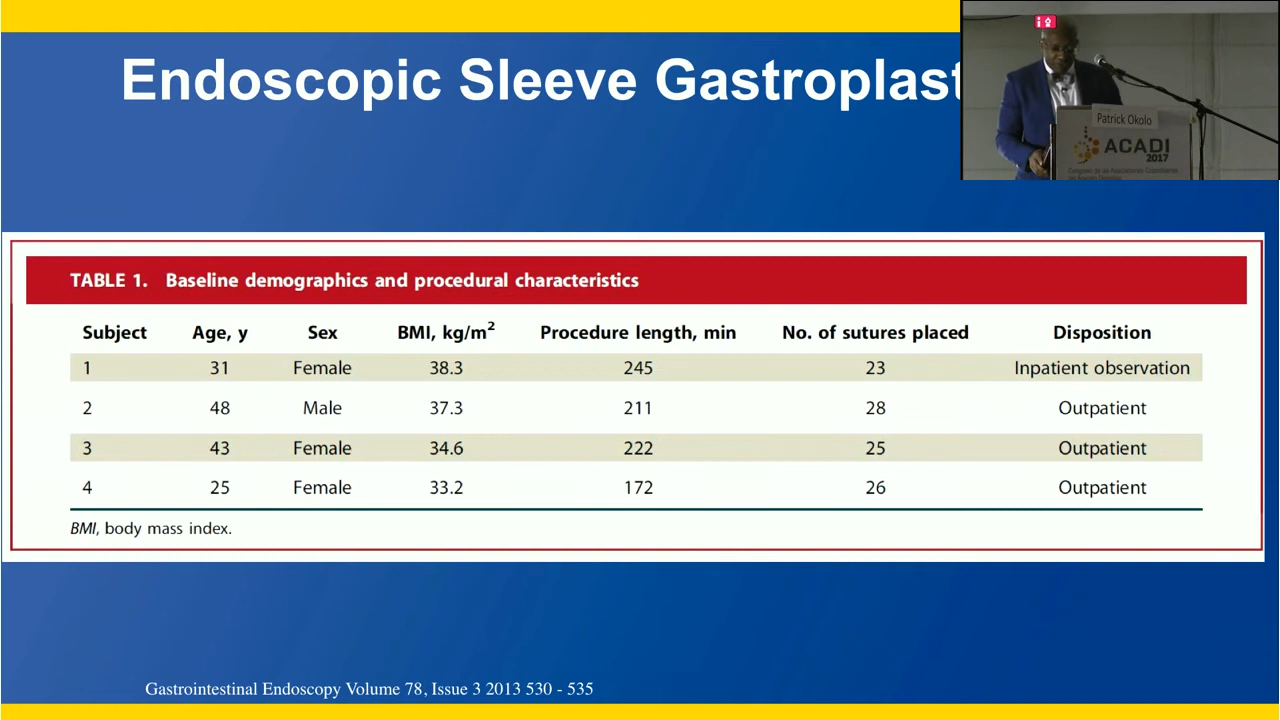 Endoscopic Sleeve Gastroplast
Patrick Okolo
ACADI
2017
TABLE 1. Baseline demographics and procedural characteristics
Subject Age, y Sex BMI, kg/m² Procedure length, min No. of sutures placed Disposition
1 31 Female 38.3 245 23 Inpatient observation
2 48 Male 37.3 211 28 Outpatient
3 43 Female 34.6 222 25 Outpatient
4 25 Female 33.2 172 26 Outpatient
BMI, body mass index.
Gastrointestinal Endoscopy Volume 78, Issue 3 2013 530 - 535